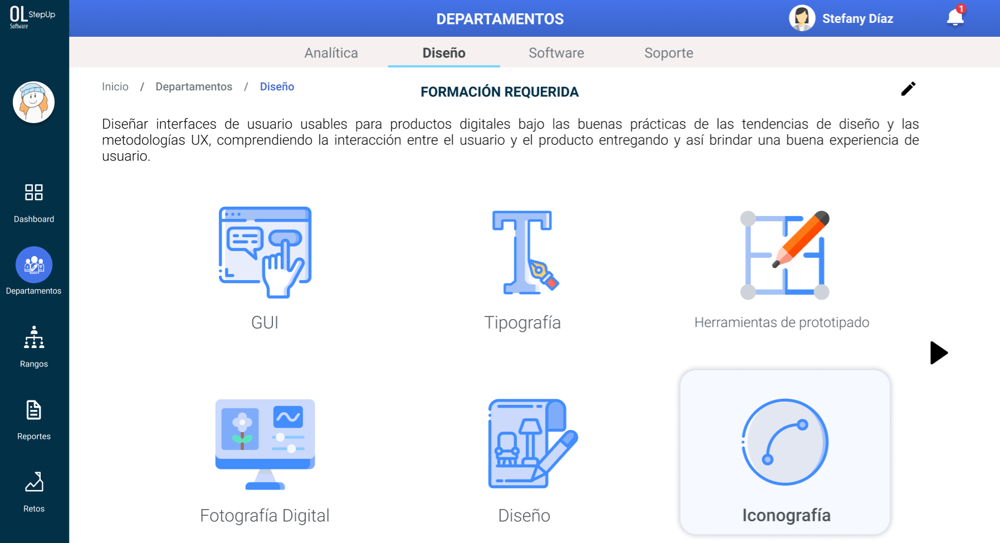 OL StepUp
Software
DEPARTAMENTOS
Stefany Díaz
1
Analítica
Diseño
Software
Soporte
Inicio / Departamentos / Diseño
FORMACIÓN REQUERIDA
Diseñar interfaces de usuario usables para productos digitales bajo las buenas prácticas de las tendencias de diseño y las
metodologías UX, comprendiendo la interacción entre el usuario y el producto entregando y así brindar una buena experiencia de
usuario.
Dashboard
Departamentos
Rangos
Reportes
Retos
GUI
Tipografía
Herramientas de prototipado
Fotografía Digital
Diseño
Iconografía